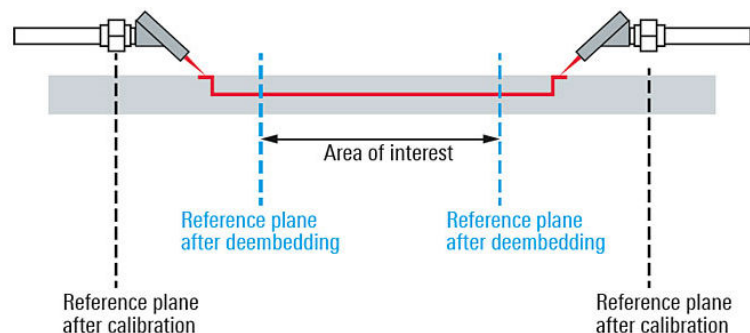 Area of interest
Reference plane
after deembedding
Reference plane
after deembedding
Reference plane
after calibration
Reference plane
after calibration